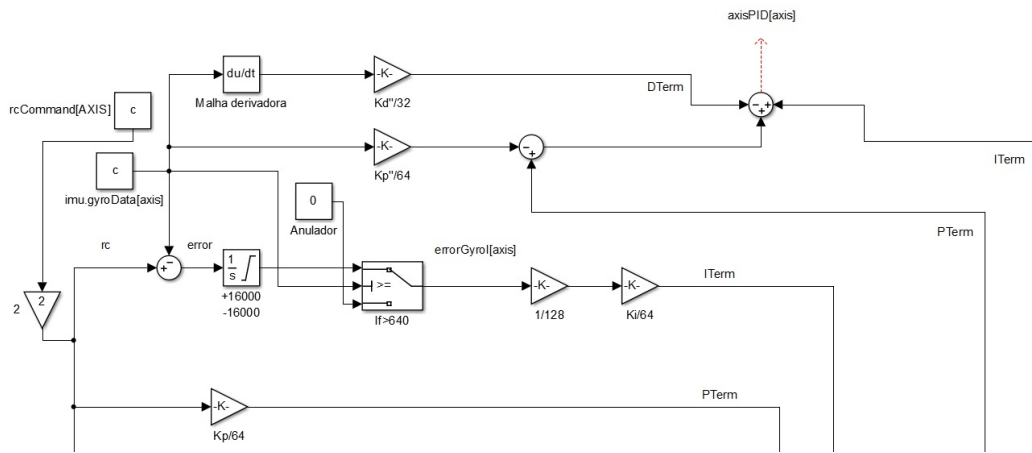 axisPID[axis]
du/dt
-K-
DTerm
- + +
Malha derivadora
Kd"/32
rcCommand[AXIS]
c
-K-
- +
ITerm
c
Kp"/64
imu.gyroData[axis]
0
Anulador
PTerm
rc
error
errorGyroI[axis]
+ -
1
s
>=
ITerm
2
2
+16000
-16000
If>640
-K-
1/128
-K-
Ki/64
PTerm
-K-
Kp/64